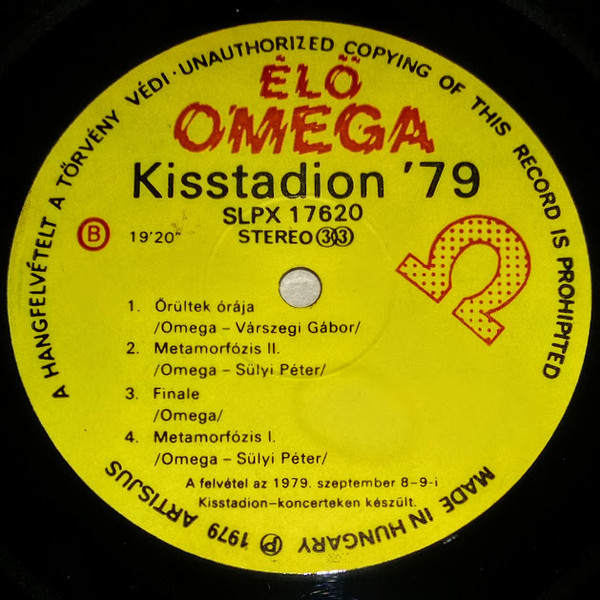 A HANGFELVÉTELT A TÖRVÉNY VÉDI · UNAUTHORIZED COPYING OF THIS RECORD IS PROHIPITED
ÉLŐ
OMEGA
Kisstadion '79
SLPX 17620
B 19'20" STEREO 33
Ω
1. Őrültek órája
/Omega – Várszegi Gábor/
2. Metamorfózis II.
/Omega – Sülyi Péter/
3. Finale
/Omega/
4. Metamorfózis I.
/Omega – Sülyi Péter/
A felvétel az 1979. szeptember 8–9-i
Kisstadion–koncerteken készült.
MADE IN HUNGARY ℗ 1979 ARTISJUS